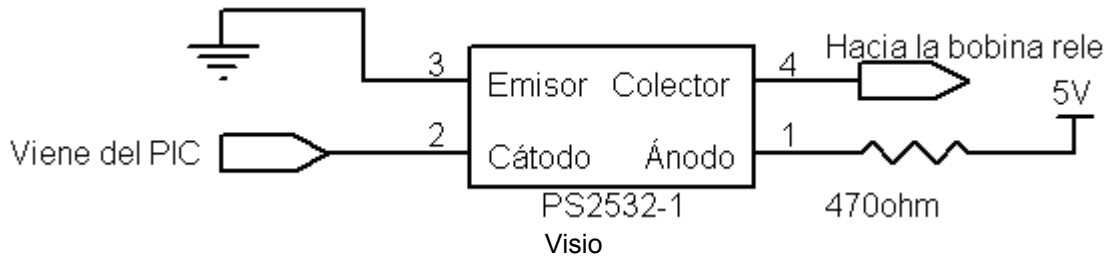 Hacia la bobina rele
3
4
Emisor Colector
5V
Viene del PIC
2
Cátodo Ánodo
1
PS2532-1
470ohm
Visio